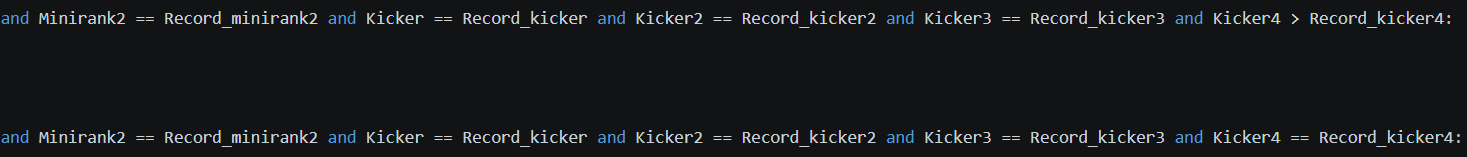 and Minirank2 == Record_minirank2 and Kicker == Record_kicker and Kicker2 == Record_kicker2 and Kicker3 == Record_kicker3 and Kicker4 > Record_kicker4:
and Minirank2 == Record_minirank2 and Kicker == Record_kicker and Kicker2 == Record_kicker2 and Kicker3 == Record_kicker3 and Kicker4 == Record_kicker4: